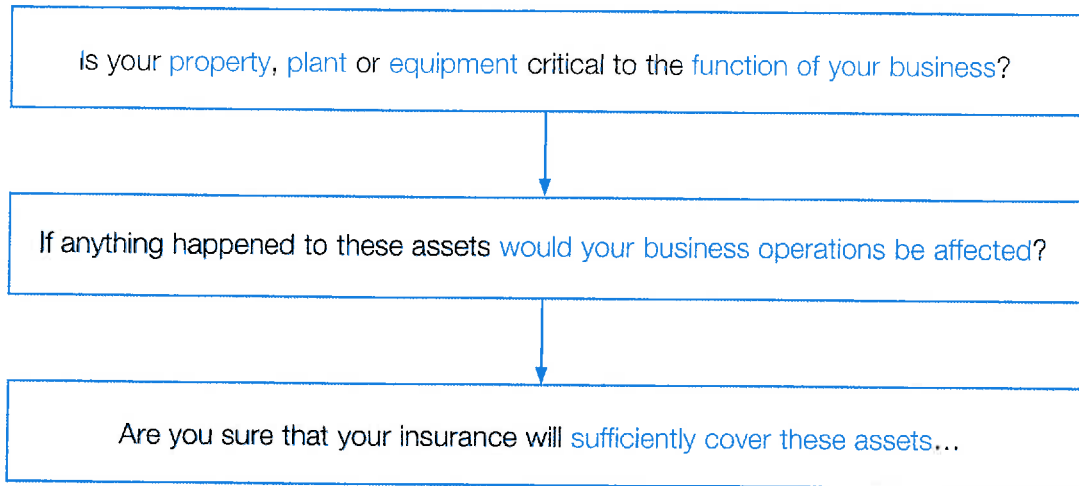 Is your property, plant or equipment critical to the function of your business?
If anything happened to these assets would your business operations be affected?
Are you sure that your insurance will sufficiently cover these assets...